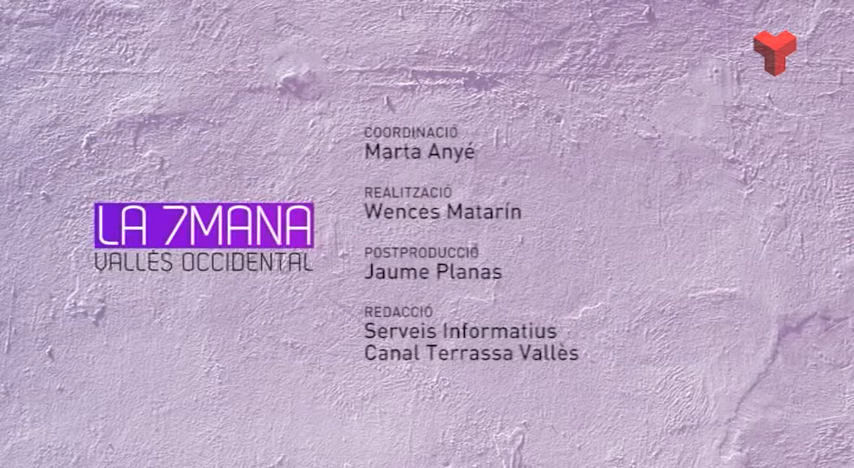 LA 7MANA
VALLÈS OCCIDENTAL
COORDINACIÓ
Marta Anyé
REALITZACIÓ
Wences Matarín
POSTPRODUCCIÓ
Jaume Planas
REDACCIÓ
Serveis Informatius
Canal Terrassa Vallès